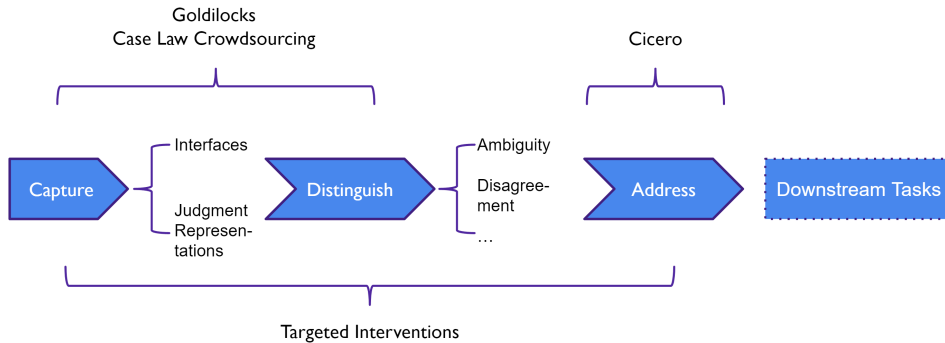 Goldilocks
Case Law Crowdsourcing
Cicero
Capture
Interfaces
Judgment
Represen-
tations
Distinguish
Ambiguity
Disagree-
ment
...
Address
Downstream Tasks
Targeted Interventions